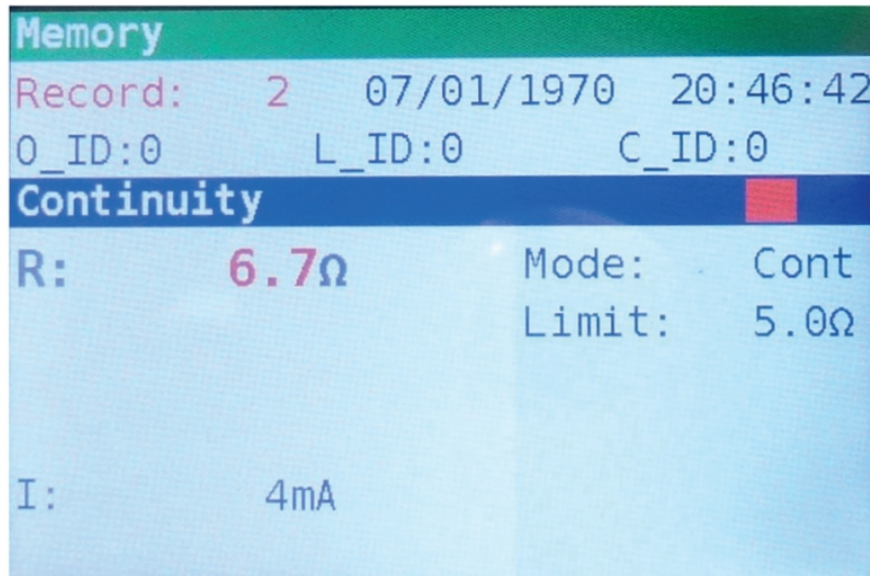 Memory
Record: 2 07/01/1970 20:46:42
O_ID:0 L_ID:0 C_ID:0
Continuity
R: 6.7Ω Mode: Cont
Limit: 5.0Ω
I: 4mA